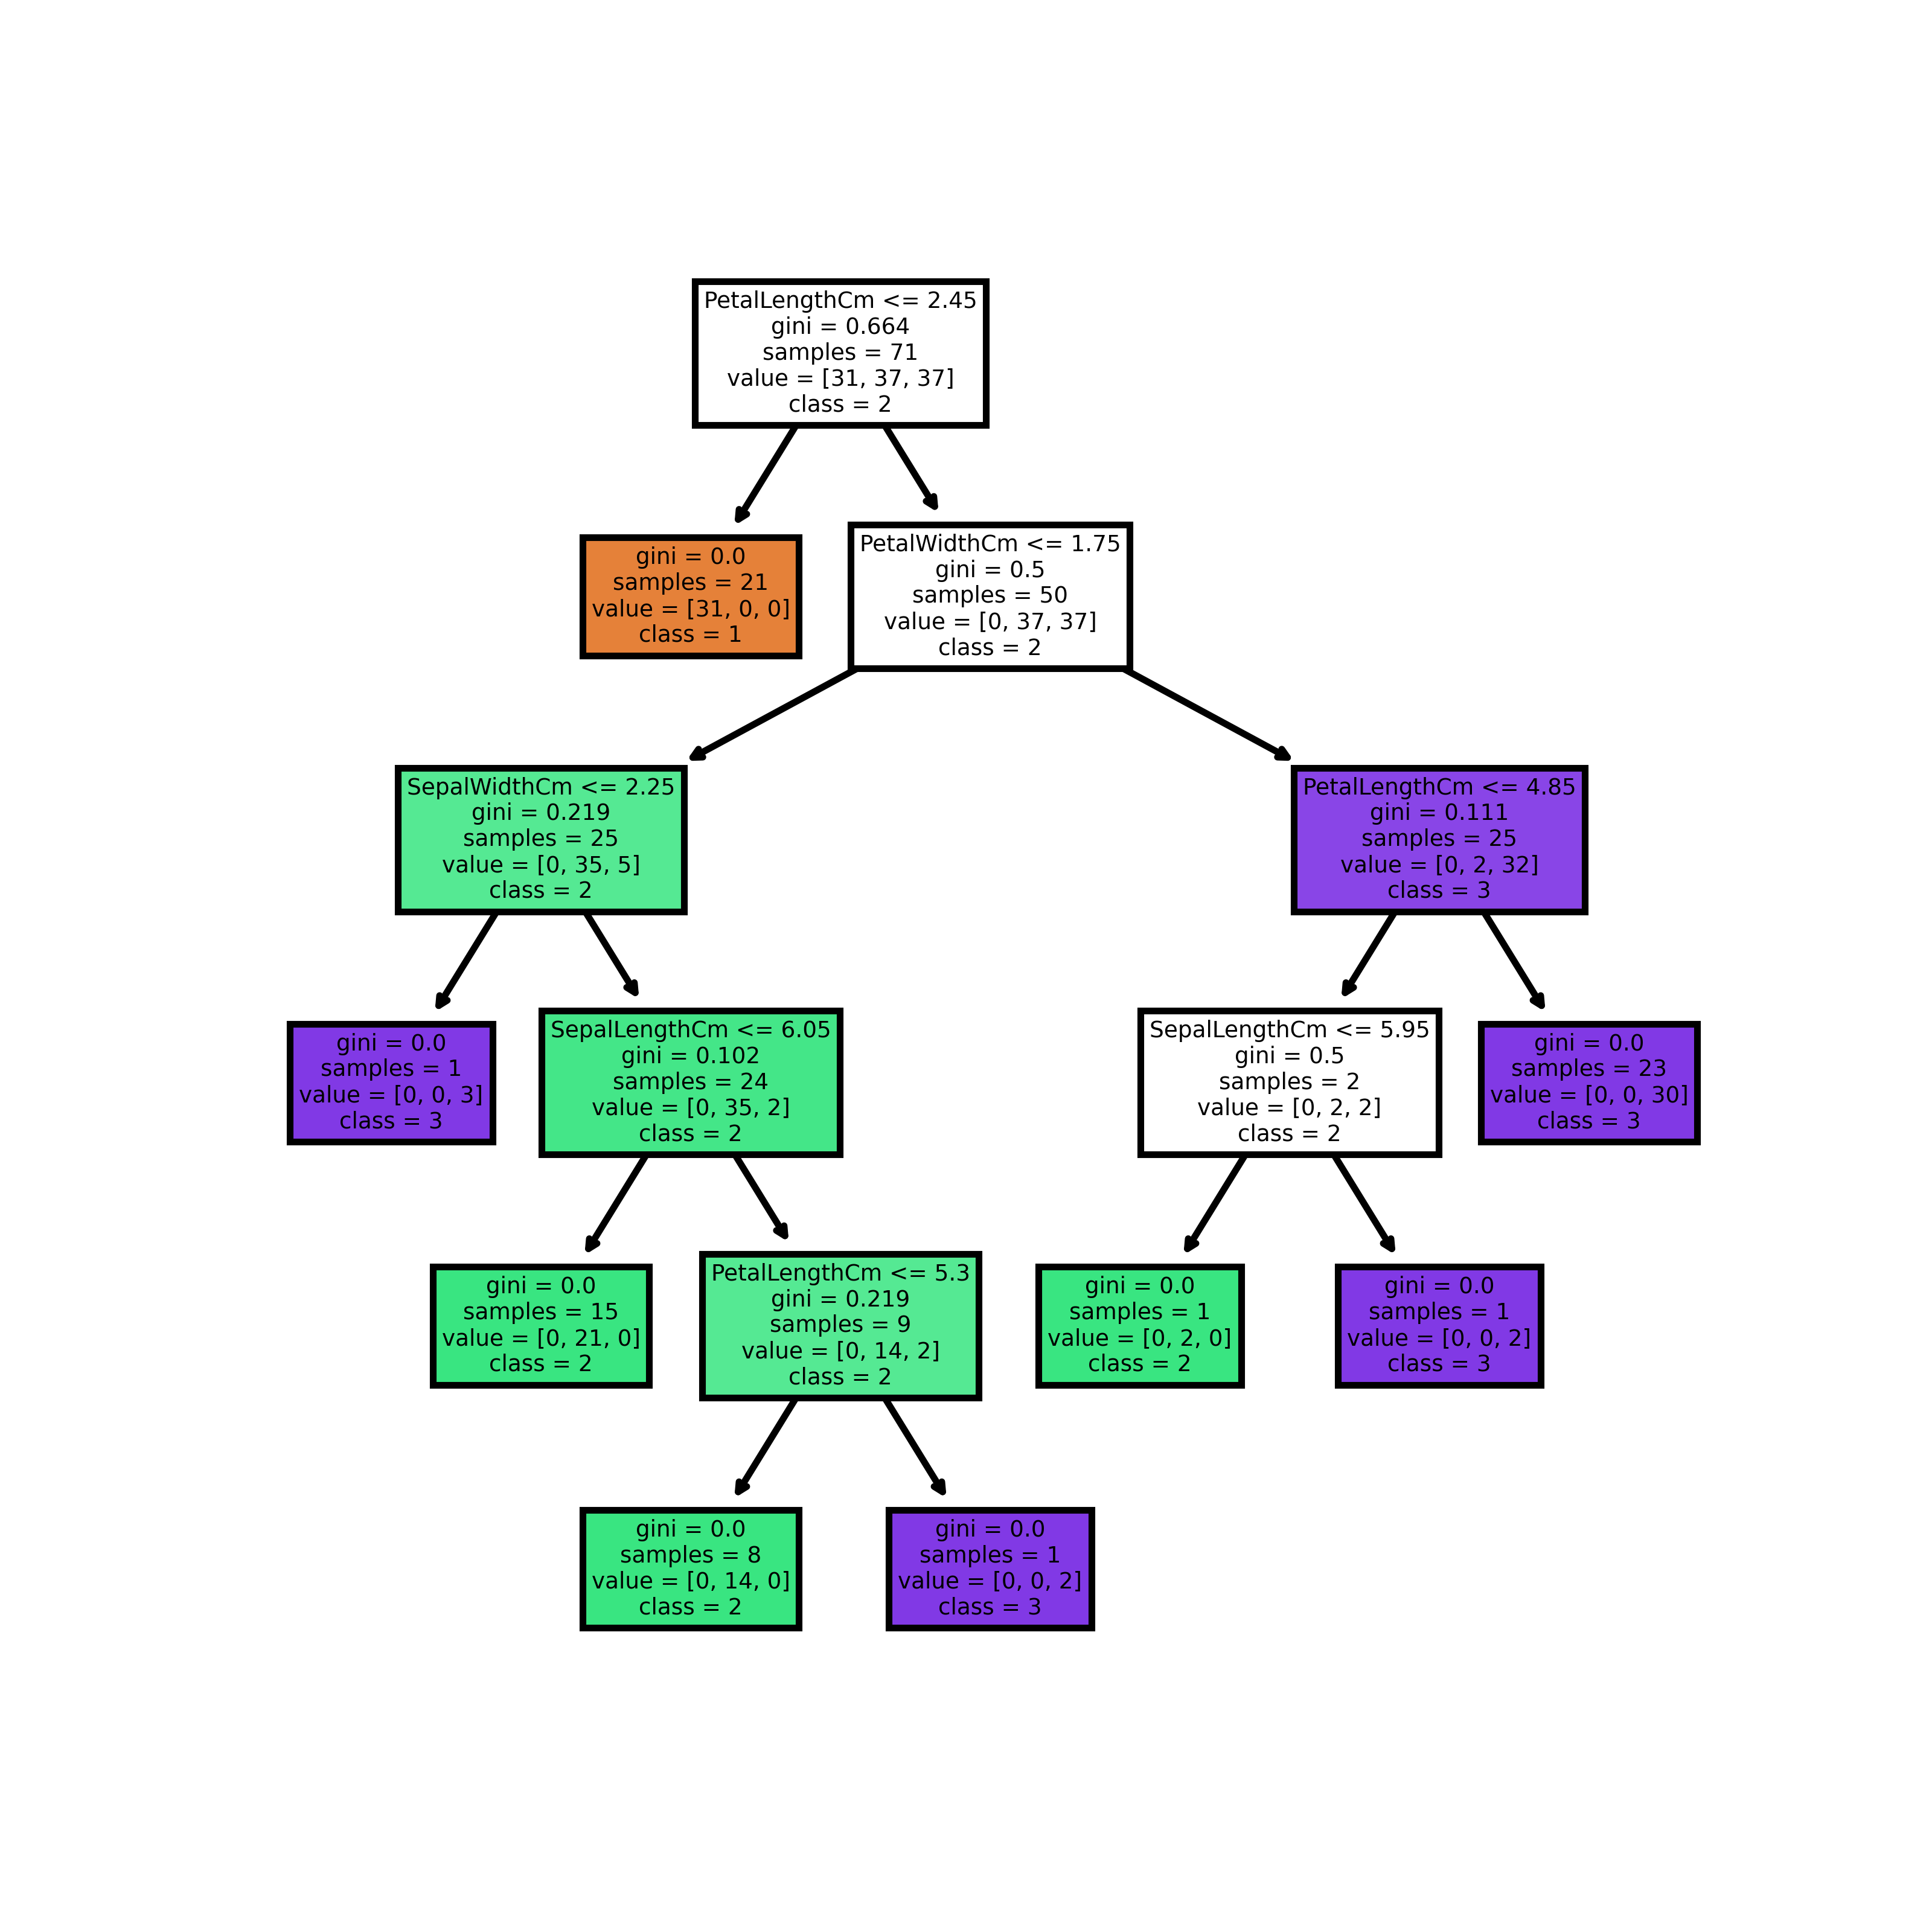 PetalLengthCm <= 2.45
gini = 0.664
samples = 71
value = [31, 37, 37]
class = 2
gini = 0.0
samples = 21
value = [31, 0, 0]
class = 1
PetalWidthCm <= 1.75
gini = 0.5
samples = 50
value = [0, 37, 37]
class = 2
SepalWidthCm <= 2.25
gini = 0.219
samples = 25
value = [0, 35, 5]
class = 2
PetalLengthCm <= 4.85
gini = 0.111
samples = 25
value = [0, 2, 32]
class = 3
gini = 0.0
samples = 1
value = [0, 0, 3]
class = 3
SepalLengthCm <= 6.05
gini = 0.102
samples = 24
value = [0, 35, 2]
class = 2
SepalLengthCm <= 5.95
gini = 0.5
samples = 2
value = [0, 2, 2]
class = 2
gini = 0.0
samples = 23
value = [0, 0, 30]
class = 3
gini = 0.0
samples = 15
value = [0, 21, 0]
class = 2
PetalLengthCm <= 5.3
gini = 0.219
samples = 9
value = [0, 14, 2]
class = 2
gini = 0.0
samples = 1
value = [0, 2, 0]
class = 2
gini = 0.0
samples = 1
value = [0, 0, 2]
class = 3
gini = 0.0
samples = 8
value = [0, 14, 0]
class = 2
gini = 0.0
samples = 1
value = [0, 0, 2]
class = 3